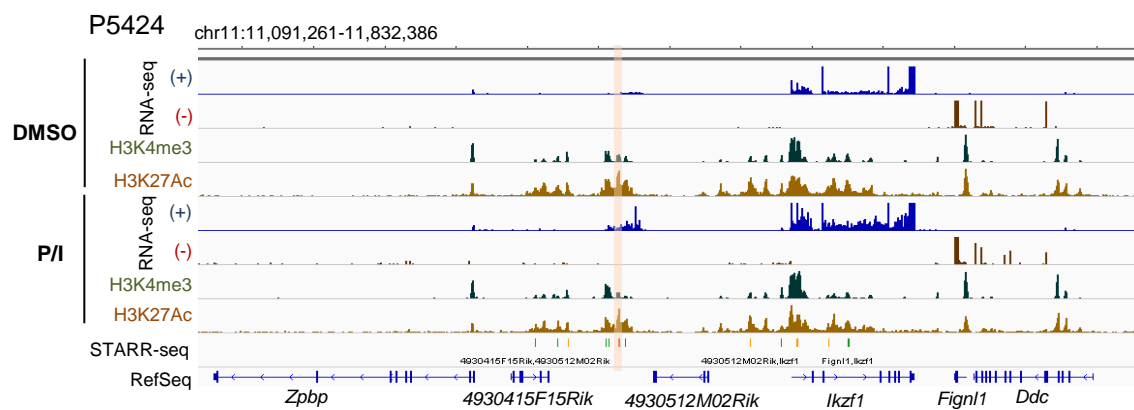 P5424
chr11:11,091,261-11,832,386
DMSO
RNA-seq
(+)
(-)
H3K4me3
H3K27Ac
P/I
RNA-seq
(+)
(-)
H3K4me3
H3K27Ac
STARR-seq
4930415F15Rik,4930512M02Rik
4930512M02Rik,Ikzf1
Fignl1,Ikzf1
RefSeq
Zpbp
4930415F15Rik
4930512M02Rik
Ikzf1
Fignl1
Ddc